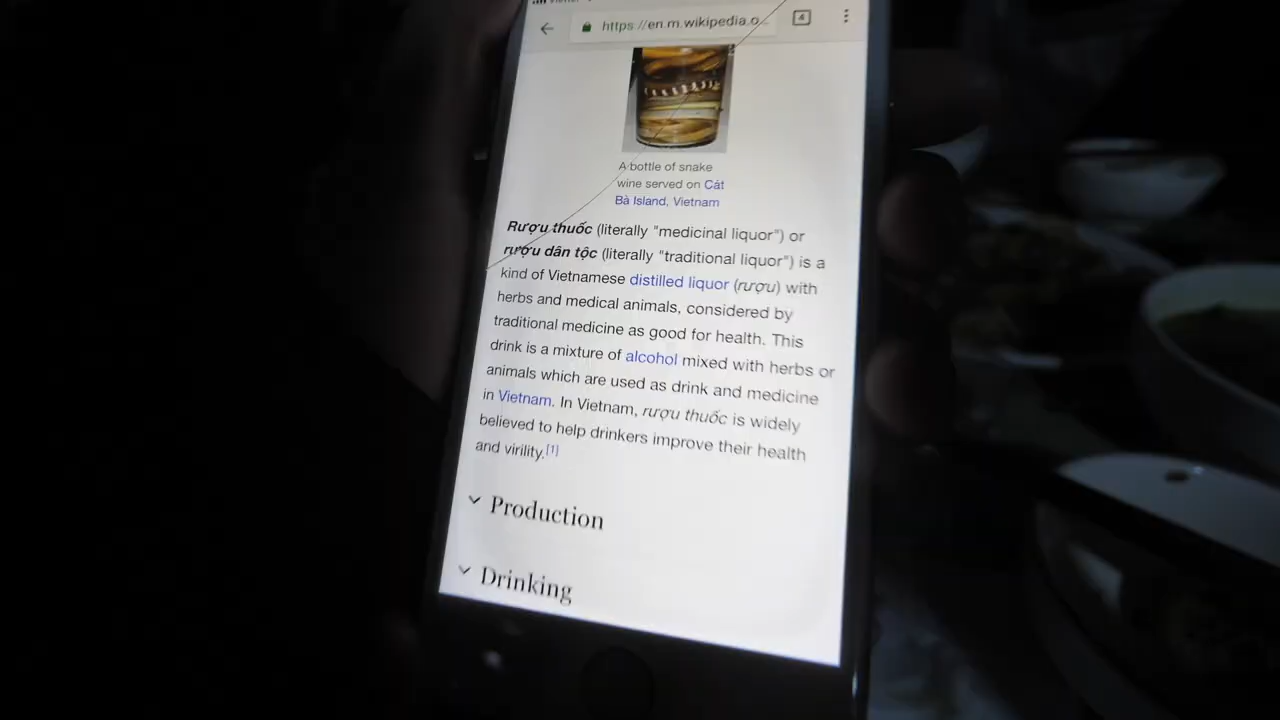 https://en.m.wikipedia.o...
4
A bottle of snake
wine served on Cát
Bà Island, Vietnam
Rượu thuốc (literally "medicinal liquor") or
rượu dân tộc (literally "traditional liquor") is a
kind of Vietnamese distilled liquor (rượu) with
herbs and medical animals, considered by
traditional medicine as good for health. This
drink is a mixture of alcohol mixed with herbs or
animals which are used as drink and medicine
in Vietnam. In Vietnam, rượu thuốc is widely
believed to help drinkers improve their health
and virility.[1]
Production
Drinking